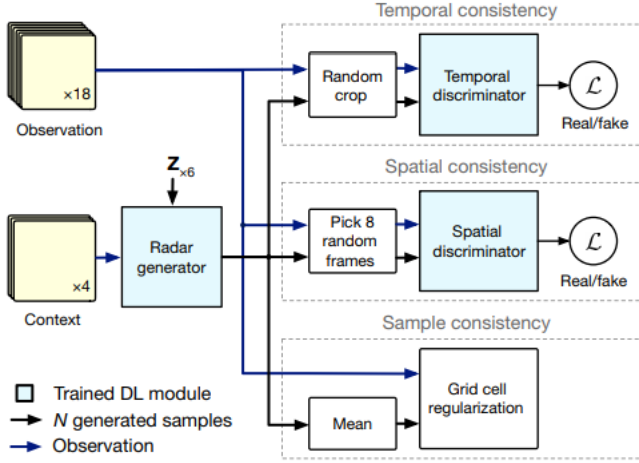 Temporal consistency
×18
Observation
Random
crop
Temporal
discriminator
ℒ
Real/fake
Spatial consistency
Z×6
Radar
generator
×4
Context
Pick 8
random
frames
Spatial
discriminator
ℒ
Real/fake
Sample consistency
Mean
Grid cell
regularization
Trained DL module
N generated samples
Observation